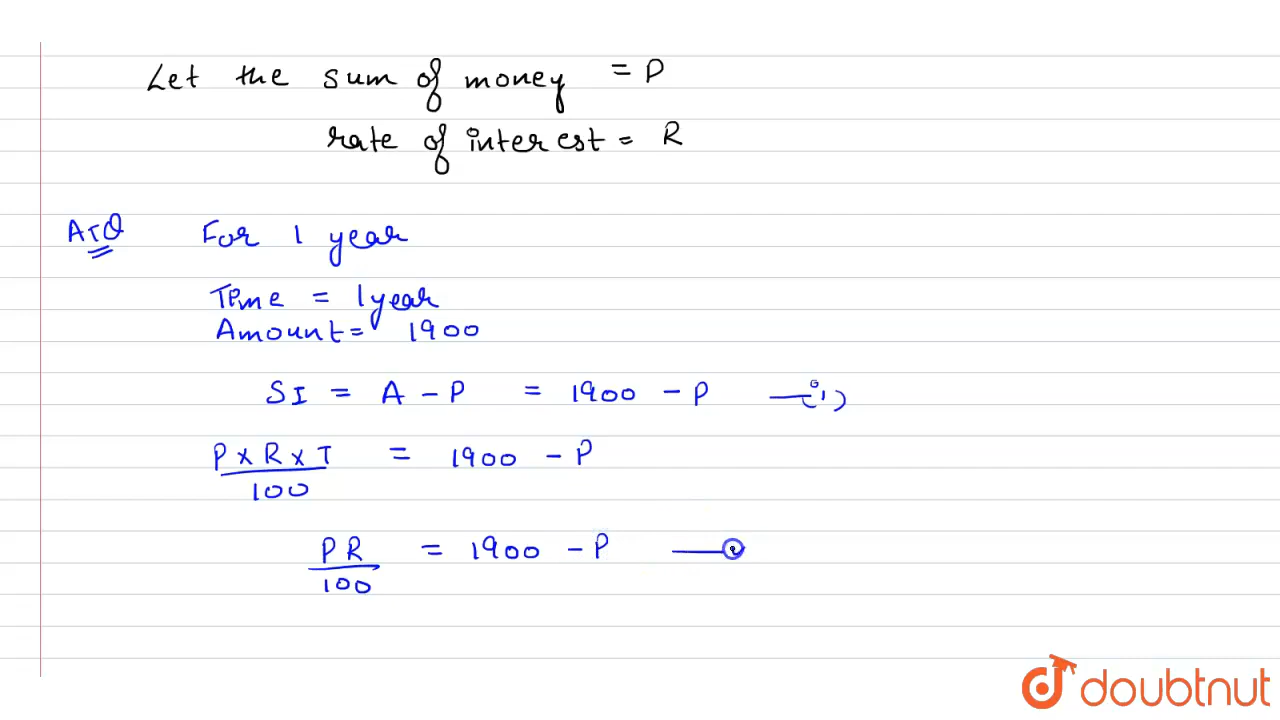 Let the sum of money = P
rate of interest = R
ATQ For 1 year
Time = 1 year
Amount = 1900
SI = A - P = 1900 - P —(i)
P × R × T / 100 = 1900 - P
PR / 100 = 1900 - P —②
doubtnut